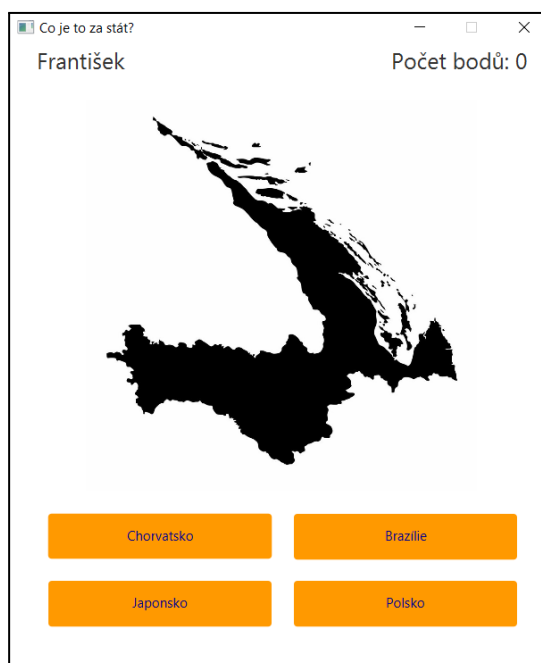 Co je to za stát?
František
Počet bodů: 0
Chorvatsko
Brazílie
Japonsko
Polsko